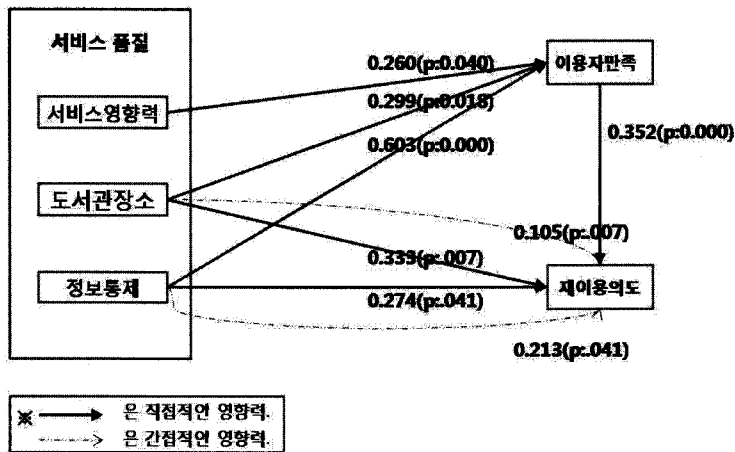 서비스 품질
서비스영향력
도서관장소
정보통제
이용자만족
재이용의도
0.260(p:0.040)
0.299(p:0.018)
0.603(p:0.000)
0.352(p:0.000)
0.105(p:.007)
0.339(p:.007)
0.274(p:.041)
0.213(p:.041)
※ 은 직접적인 영향력.
은 간접적인 영향력.